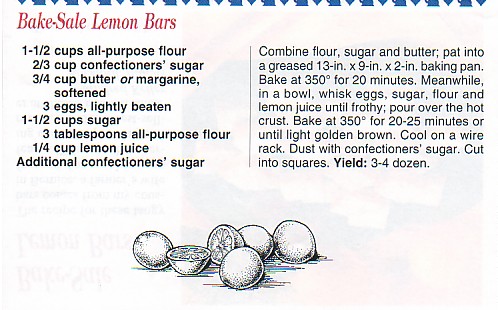 Bake-Sale Lemon Bars
1-1/2 cups all-purpose flour
2/3 cup confectioners' sugar
3/4 cup butter or margarine,
softened
3 eggs, lightly beaten
1-1/2 cups sugar
3 tablespoons all-purpose flour
1/4 cup lemon juice
Additional confectioners' sugar
Combine flour, sugar and butter; pat into
a greased 13-in. x 9-in. x 2-in. baking pan.
Bake at 350° for 20 minutes. Meanwhile,
in a bowl, whisk eggs, sugar, flour and
lemon juice until frothy; pour over the hot
crust. Bake at 350° for 20-25 minutes or
until light golden brown. Cool on a wire
rack. Dust with confectioners' sugar. Cut
into squares. Yield: 3-4 dozen.